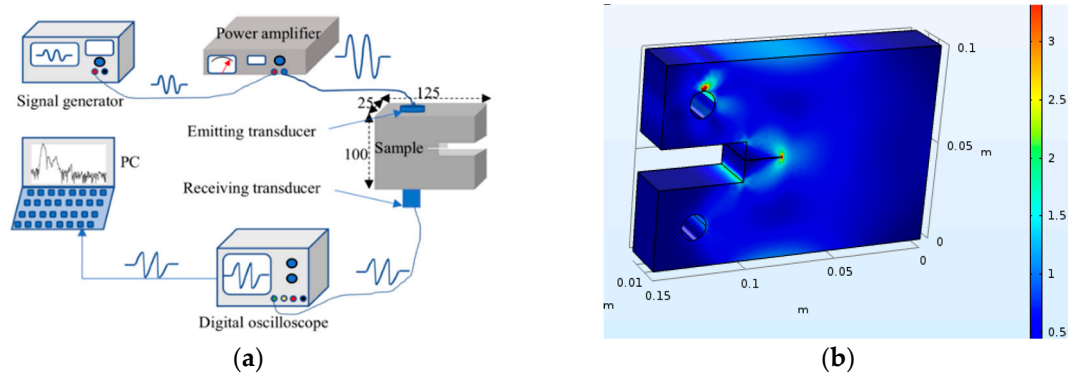 Power amplifier
Signal generator
125
25
Emitting transducer
100
Sample
PC
Receiving transducer
Digital oscilloscope
(a)
m
0.1
0.05
m
0
0
0.05
0.1
0.01
0.15
m
m
3
2.5
2
1.5
1
0.5
(b)